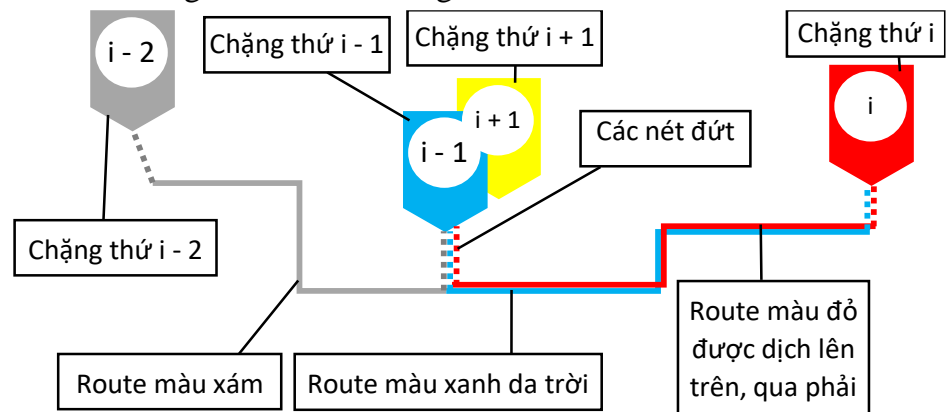 i - 2
Chặng thứ i - 1
Chặng thứ i + 1
Chặng thứ i
i + 1
i
i - 1
Các nét đứt
Chặng thứ i - 2
Route màu xám
Route màu xanh da trời
Route màu đỏ
được dịch lên
trên, qua phải